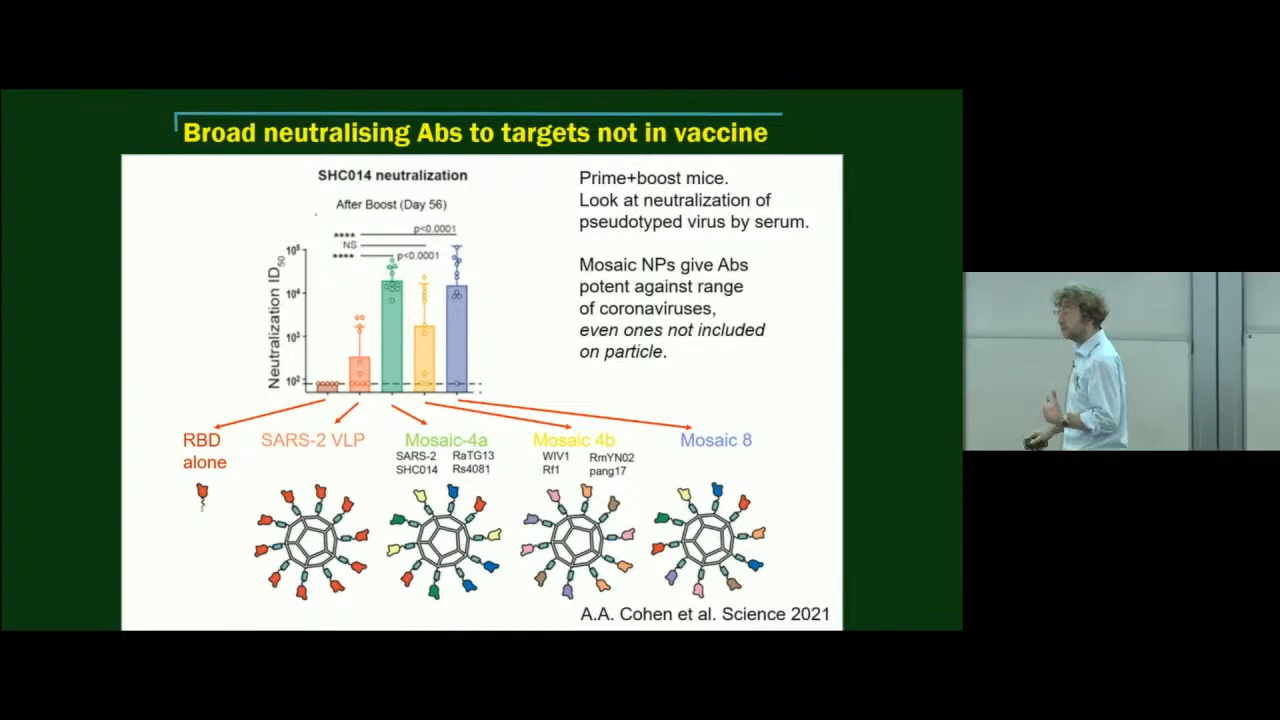 Broad neutralising Abs to targets not in vaccine
SHC014 neutralization
After Boost (Day 56)
**** p<0.0001
NS
**** p<0.0001
Neutralization ID50
10⁵
10⁴
10³
10²
Prime+boost mice.
Look at neutralization of
pseudotyped virus by serum.
Mosaic NPs give Abs
potent against range
of coronaviruses,
even ones not included
on particle.
RBD
alone
SARS-2 VLP
Mosaic-4a
SARS-2 RaTG13
SHC014 Rs4081
Mosaic 4b
WIV1 RmYN02
Rf1 pang17
Mosaic 8
A.A. Cohen et al. Science 2021